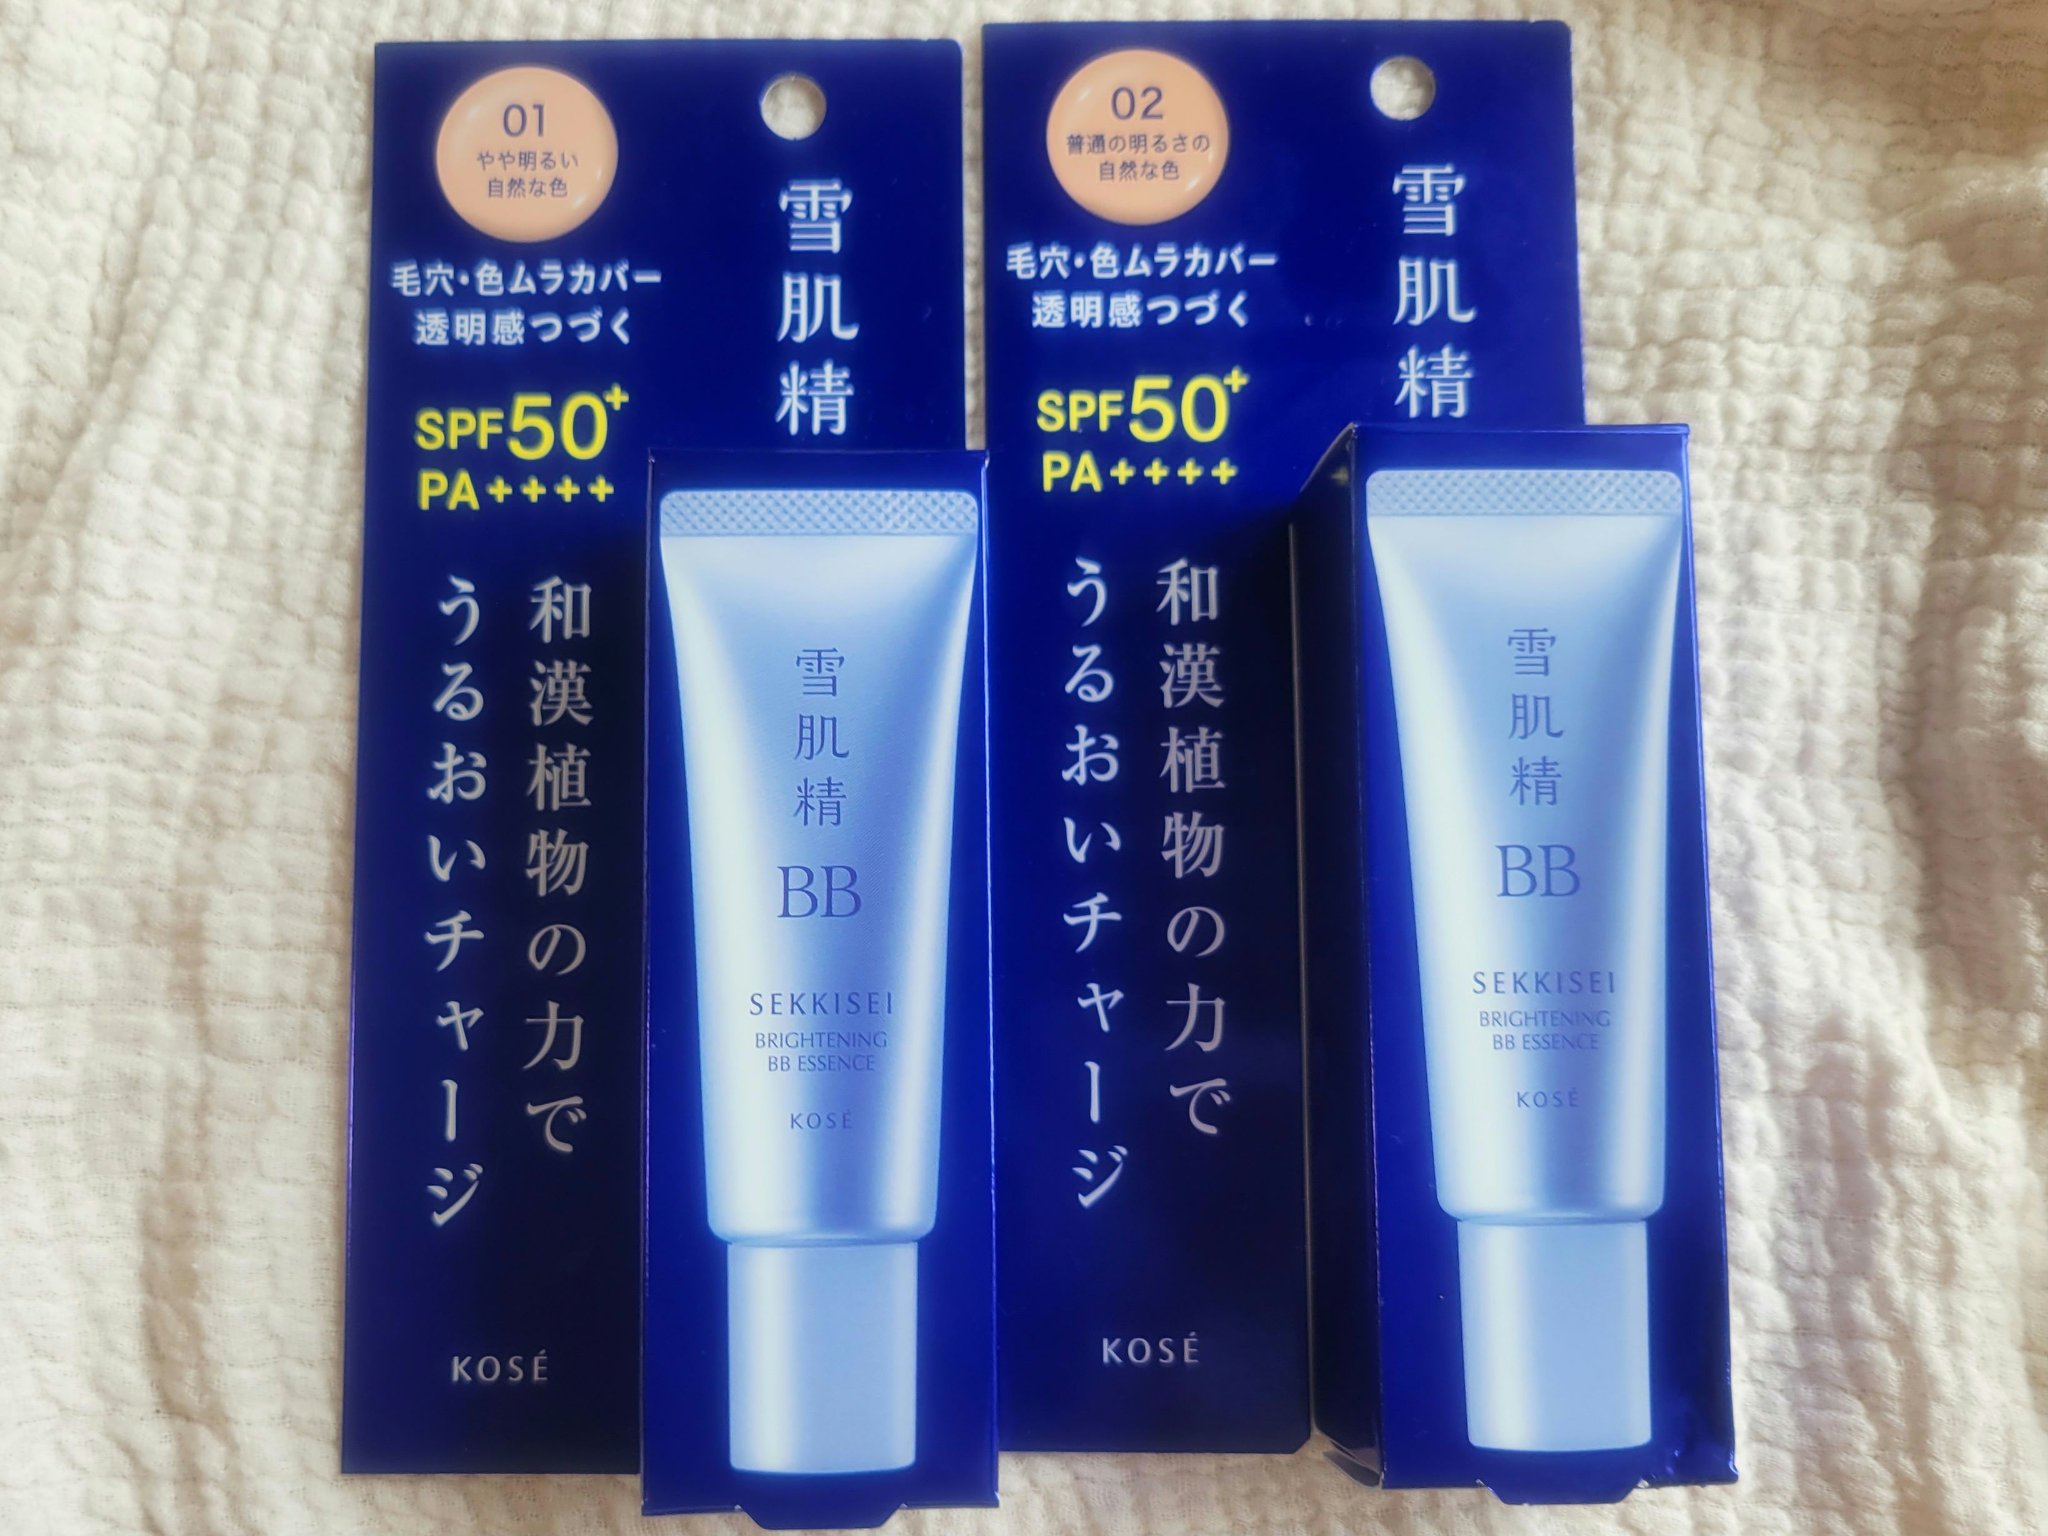 01
やや明るい
自然な色
毛穴・色ムラカバー
透明感つづく
SPF50+
PA++++
雪肌精
和漢植物の力で
うるおいチャージ
KOSÉ
雪肌精
BB
SEKKISEI
BRIGHTENING
BB ESSENCE
KOSÉ
02
普通の明るさの
自然な色
毛穴・色ムラカバー
透明感つづく
SPF50+
PA++++
雪肌精
和漢植物の力で
うるおいチャージ
KOSÉ
雪肌精
BB
SEKKISEI
BRIGHTENING
BB ESSENCE
KOSÉ